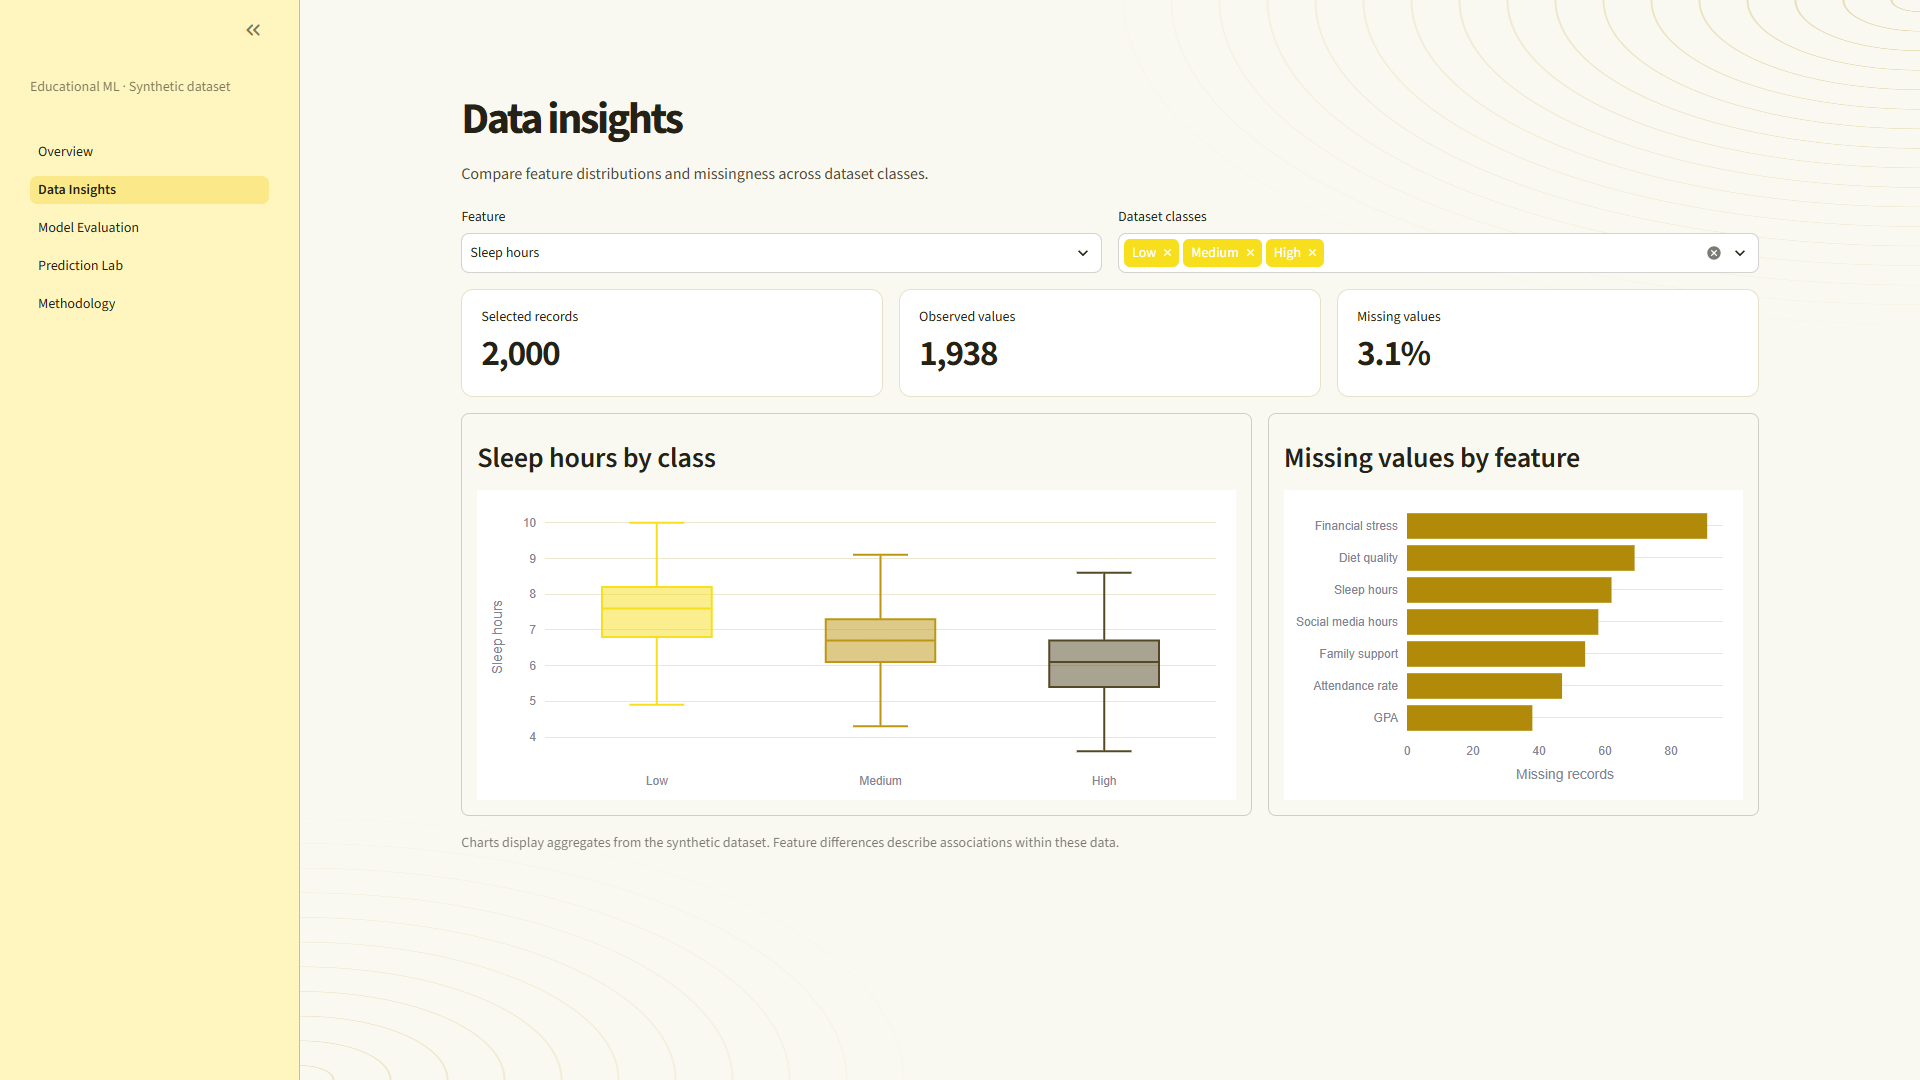 Educational ML · Synthetic dataset
Overview
Data Insights
Model Evaluation
Prediction Lab
Methodology
Data insights
Compare feature distributions and missingness across dataset classes.
Feature
Sleep hours
Dataset classes
Low × Medium × High ×
Selected records
2,000
Observed values
1,938
Missing values
3.1%
Sleep hours by class
Sleep hours
10
9
8
7
6
5
4
Low Medium High
Missing values by feature
Financial stress
Diet quality
Sleep hours
Social media hours
Family support
Attendance rate
GPA
0 20 40 60 80
Missing records
Charts display aggregates from the synthetic dataset. Feature differences describe associations within these data.